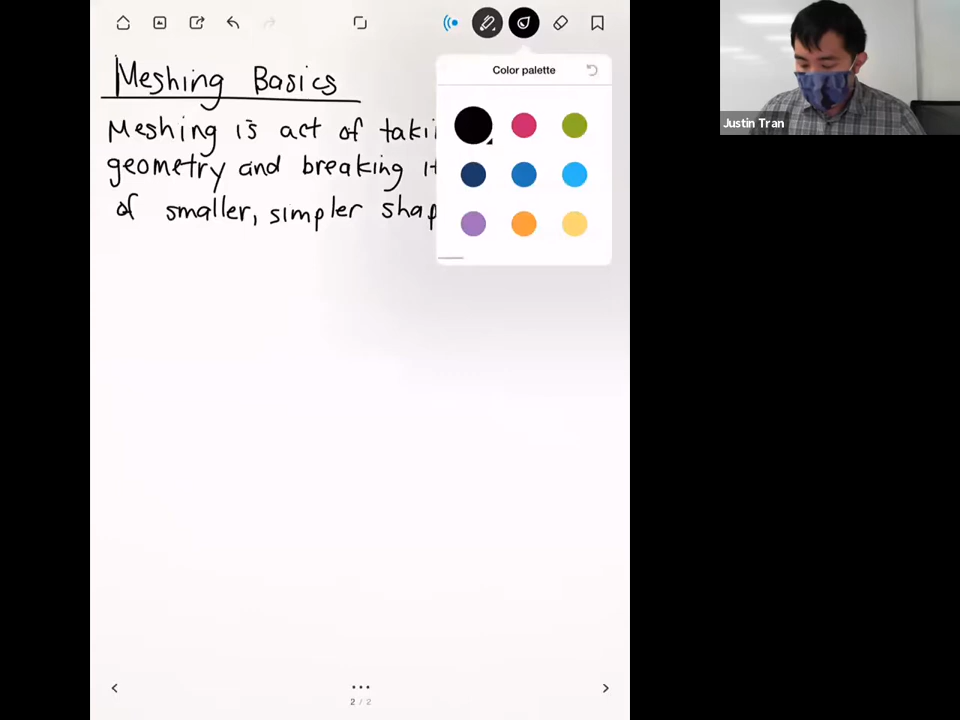 Meshing Basics
Color palette
Meshing is act of taki
geometry and breaking it
of smaller, simpler shap
Justin Tran
2 / 2